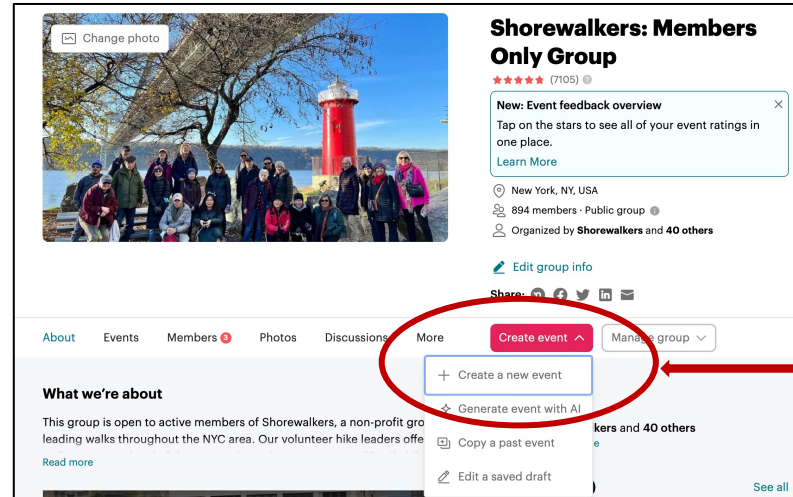 Change photo
Shorewalkers: Members
Only Group
(7105)
New: Event feedback overview
Tap on the stars to see all of your event ratings in
one place.
Learn More
New York, NY, USA
894 members · Public group
Organized by Shorewalkers and 40 others
Edit group info
Share:
About Events Members 3 Photos Discussions More Create event Manage group
Create a new event
Generate event with AI
Copy a past event
Edit a saved draft
What we're about
This group is open to active members of Shorewalkers, a non-profit
leading walks throughout the NYC area. Our volunteer hike leaders
Read more
and 40 others
See all